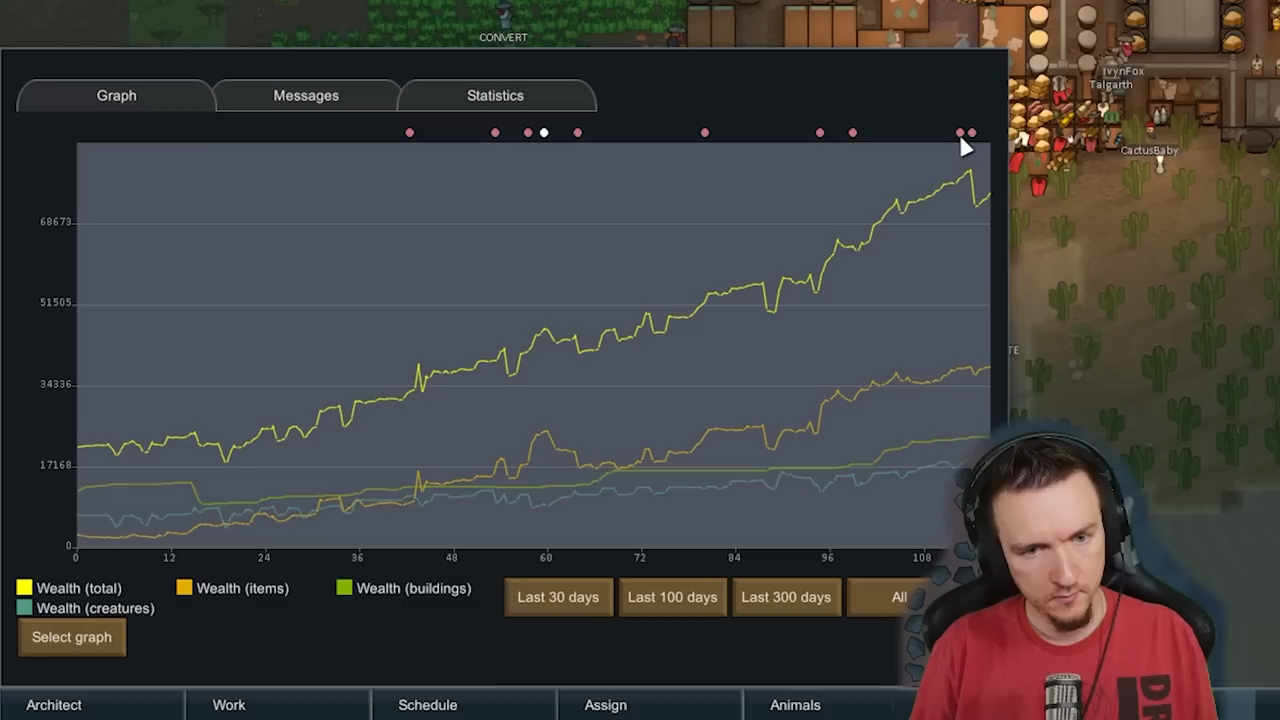 CONVERT
IvynFox
Talgarth
CactusBaby
Graph
Messages
Statistics
68673
51505
34336
17168
0
0 12 24 36 48 60 72 84 96 108
Wealth (total)
Wealth (items)
Wealth (buildings)
Wealth (creatures)
Last 30 days
Last 100 days
Last 300 days
All
Select graph
Architect
Work
Schedule
Assign
Animals